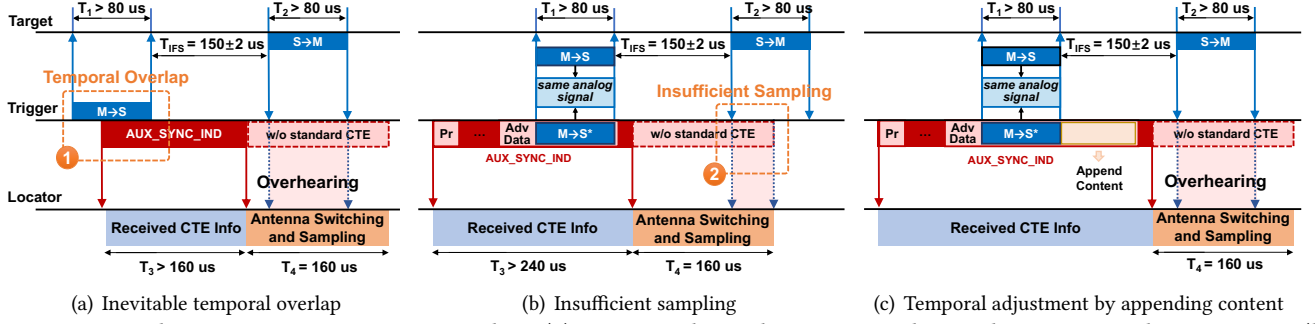 T1 > 80 us
T2 > 80 us
Target
S→M
TIFS = 150±2 us
Temporal Overlap
Trigger
M→S
AUX_SYNC_IND
w/o standard CTE
1
Overhearing
Locator
Received CTE Info
Antenna Switching
and Sampling
T3 > 160 us
T4 = 160 us
(a) Inevitable temporal overlap
T1 > 80 us
T2 > 80 us
TIFS = 150±2 us
S→M
M→S
same analog
signal
Insufficient Sampling
Pr
...
Adv
Data
M→S*
w/o standard CTE
AUX_SYNC_IND
2
Received CTE Info
Antenna Switching
and Sampling
T3 > 240 us
T4 = 160 us
(b) Insufficient sampling
T1 > 80 us
T2 > 80 us
TIFS = 150±2 us
S→M
M→S
same analog
signal
Pr
...
Adv
Data
M→S*
w/o standard CTE
AUX_SYNC_IND
Append
Content
Overhearing
Received CTE Info
Antenna Switching
and Sampling
T4 = 160 us
(c) Temporal adjustment by appending content